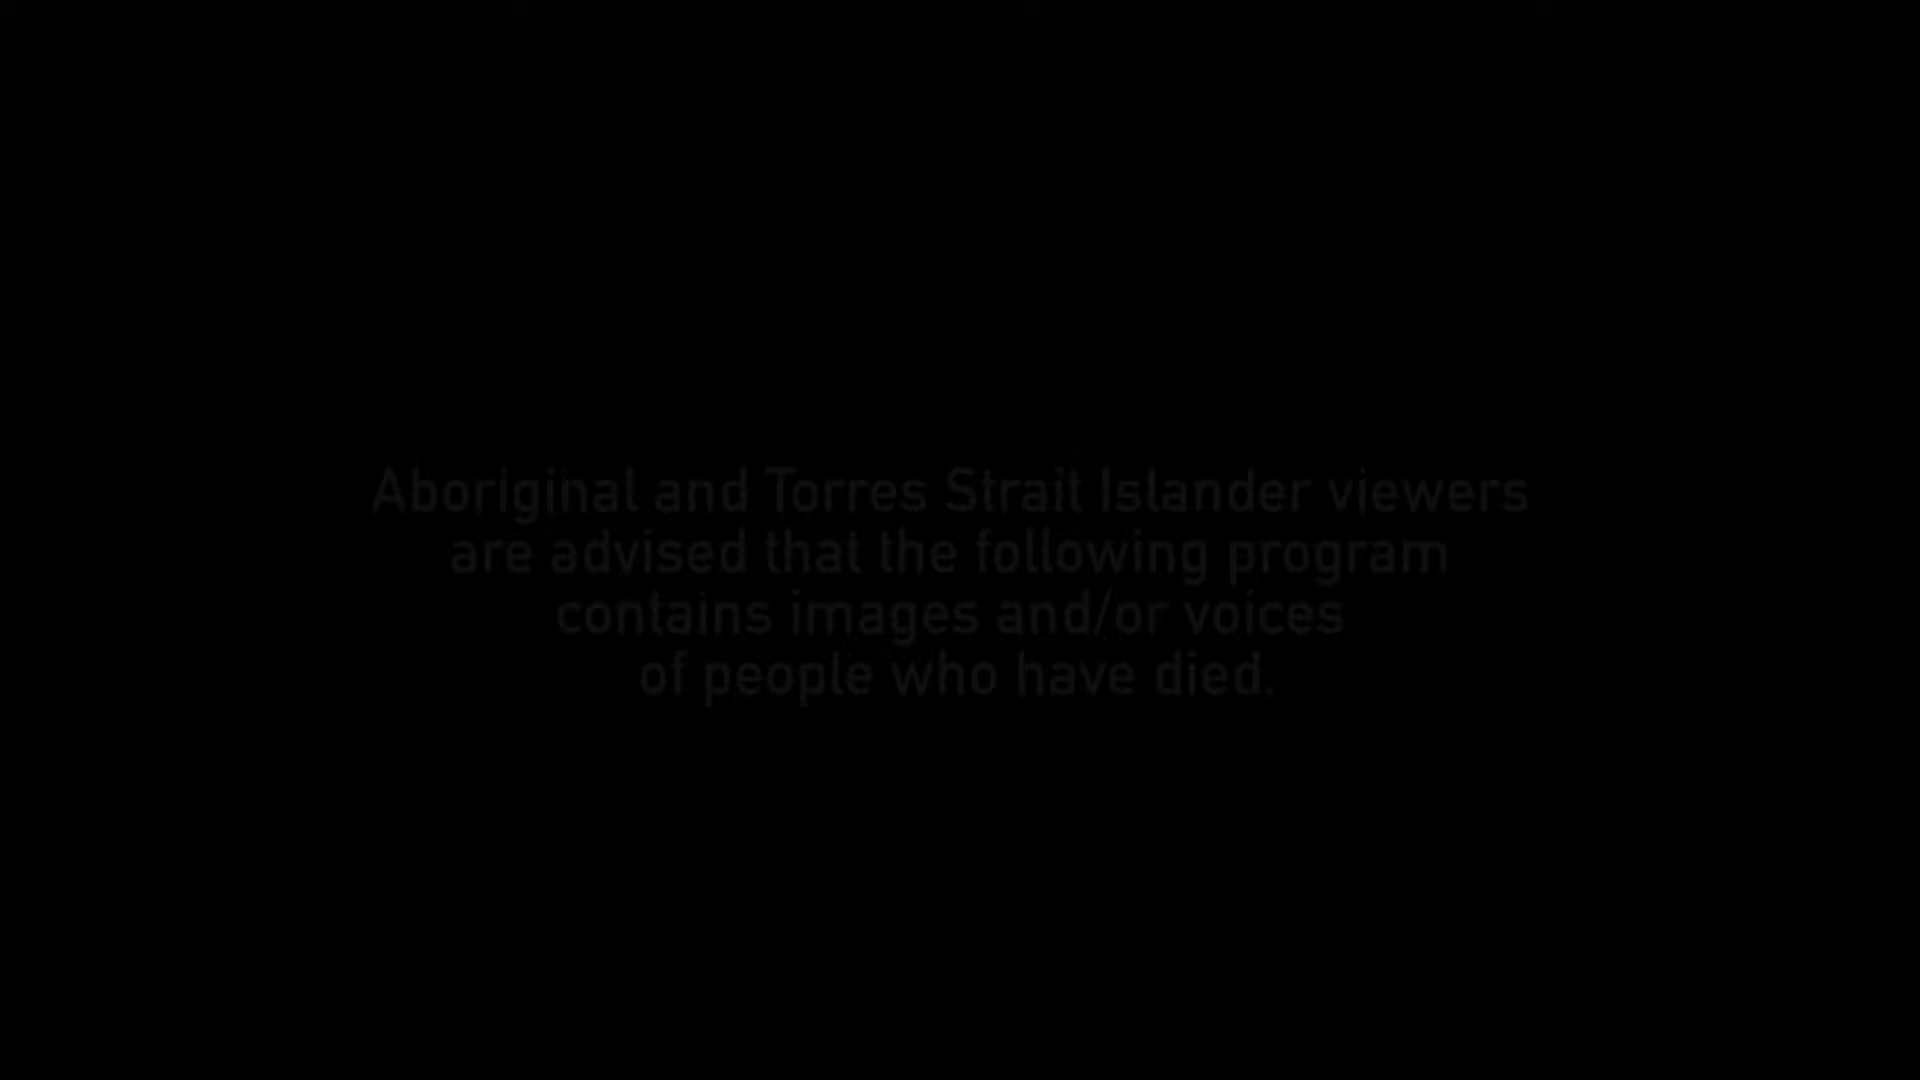 Aboriginal and Torres Strait Islander viewers
are advised that the following program
contains images and/or voices
of people who have died.